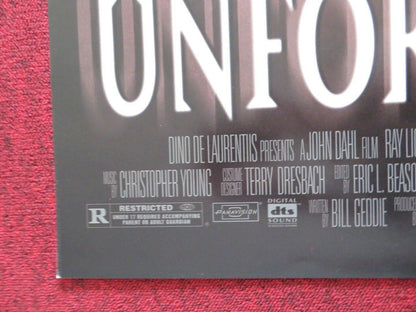 UNFO
DINO DE LAURENTIIS PRESENTS A JOHN DAHL FILM RAY LI
MUSIC BY CHRISTOPHER YOUNG COSTUME DESIGNER TERRY DRESBACH EDITED BY ERIC L. BEASO
WRITTEN BY BILL GEDDIE PRODUCE
R RESTRICTED
UNDER 17 REQUIRES ACCOMPANYING
PARENT OR ADULT GUARDIAN
PANAVISION
DIGITAL
dts
SOUND